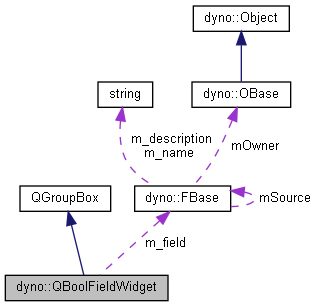 dyno::Object
string
dyno::OBase
m_description
m_name
mOwner
QGroupBox
dyno::FBase
mSource
m_field
dyno::QBoolFieldWidget